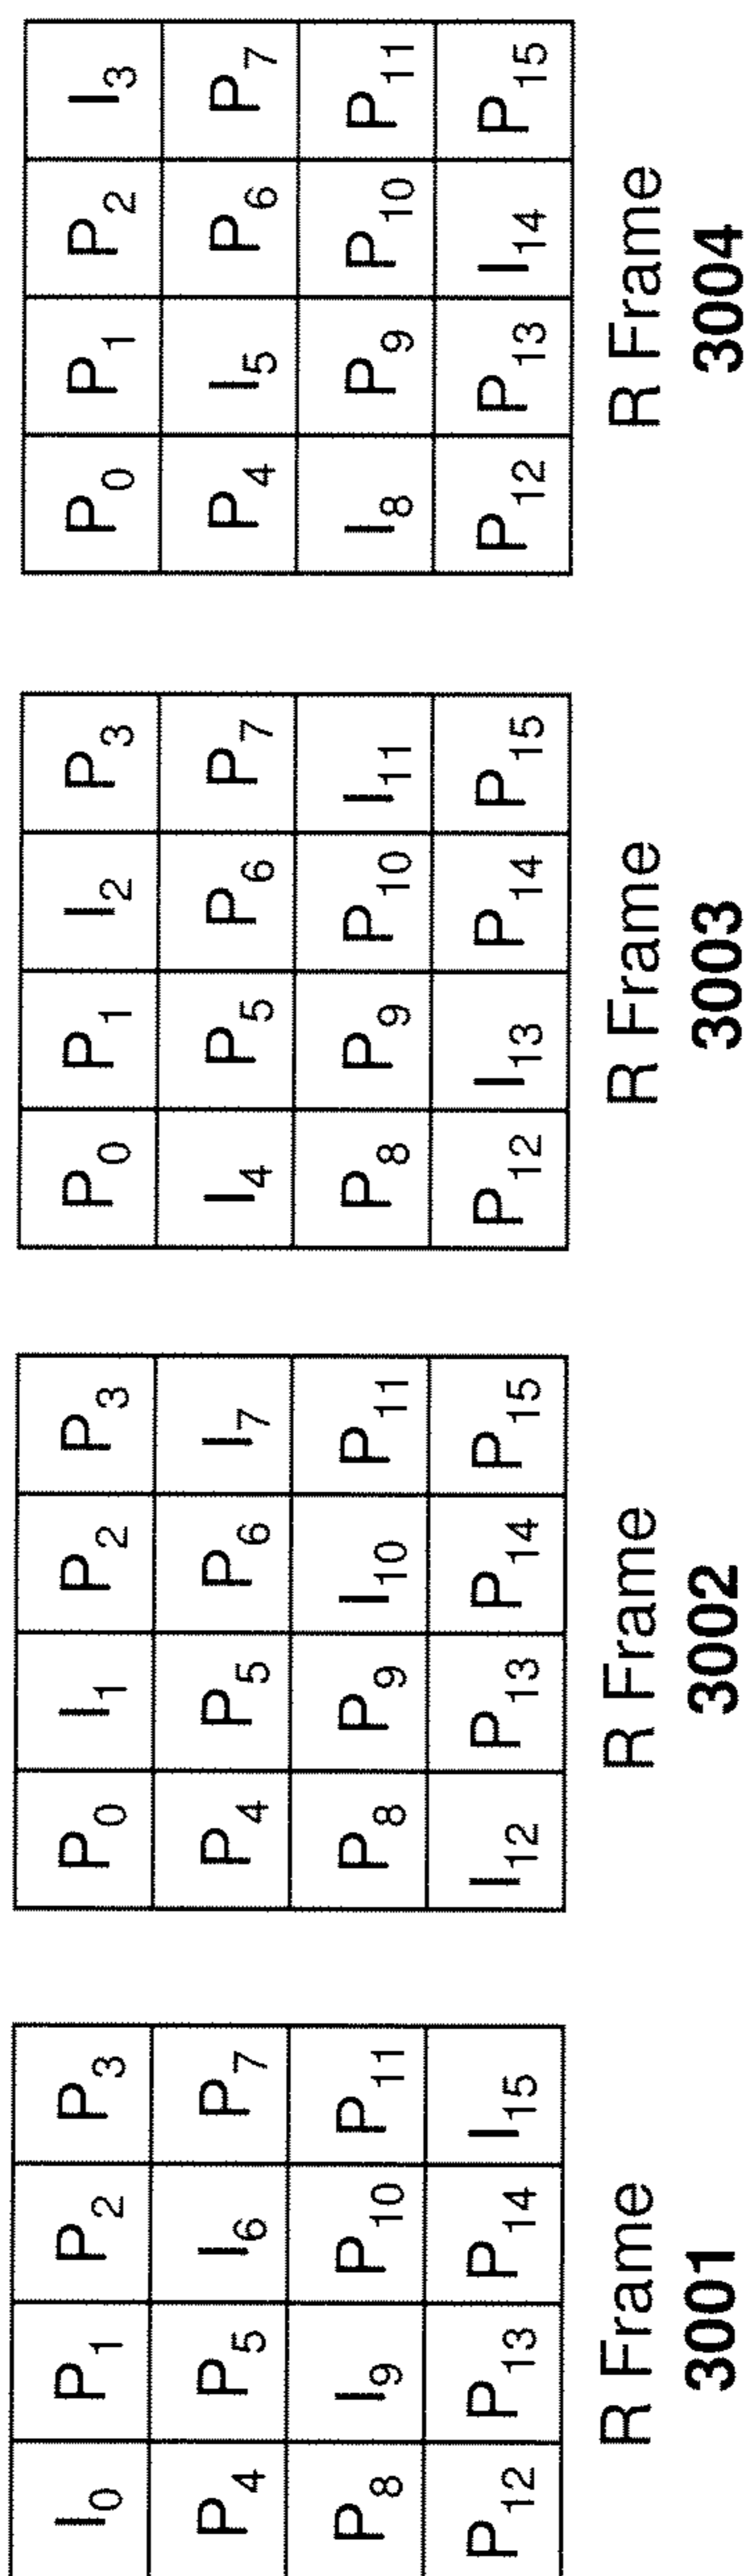 I0 P1 P2 P3
P4 P5 I6 P7
P8 I9 P10 P11
P12 P13 P14 I15
R Frame
3001
P0 I1 P2 P3
P4 P5 P6 I7
P8 P9 I10 P11
I12 P13 P14 P15
R Frame
3002
P0 P1 I2 P3
I4 P5 P6 P7
P8 P9 P10 I11
P12 I13 P14 P15
R Frame
3003
P0 P1 P2 I3
P4 I5 P6 P7
I8 P9 P10 P11
P12 P13 I14 P15
R Frame
3004